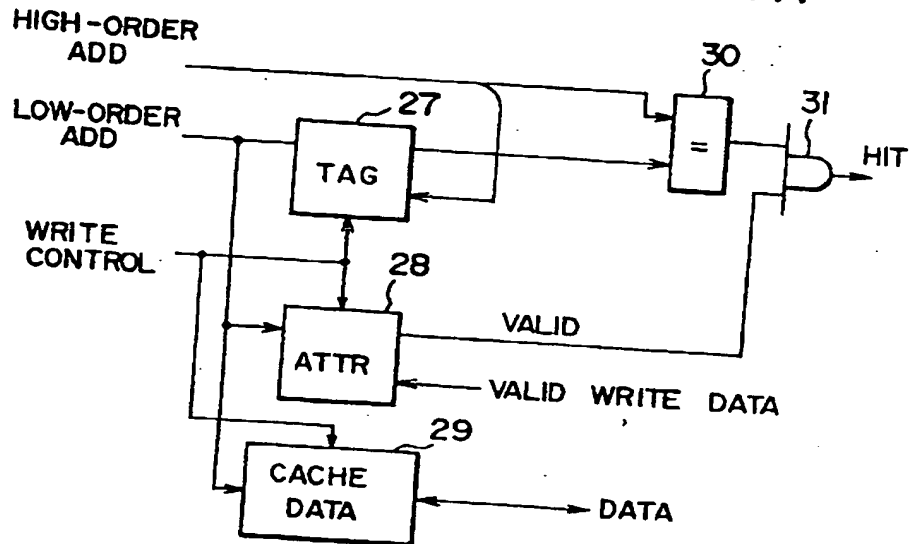 HIGH-ORDER
ADD
30
LOW-ORDER
ADD
27
31
TAG
=
HIT
WRITE
CONTROL
28
VALID
ATTR
VALID WRITE DATA
29
CACHE
DATA
DATA